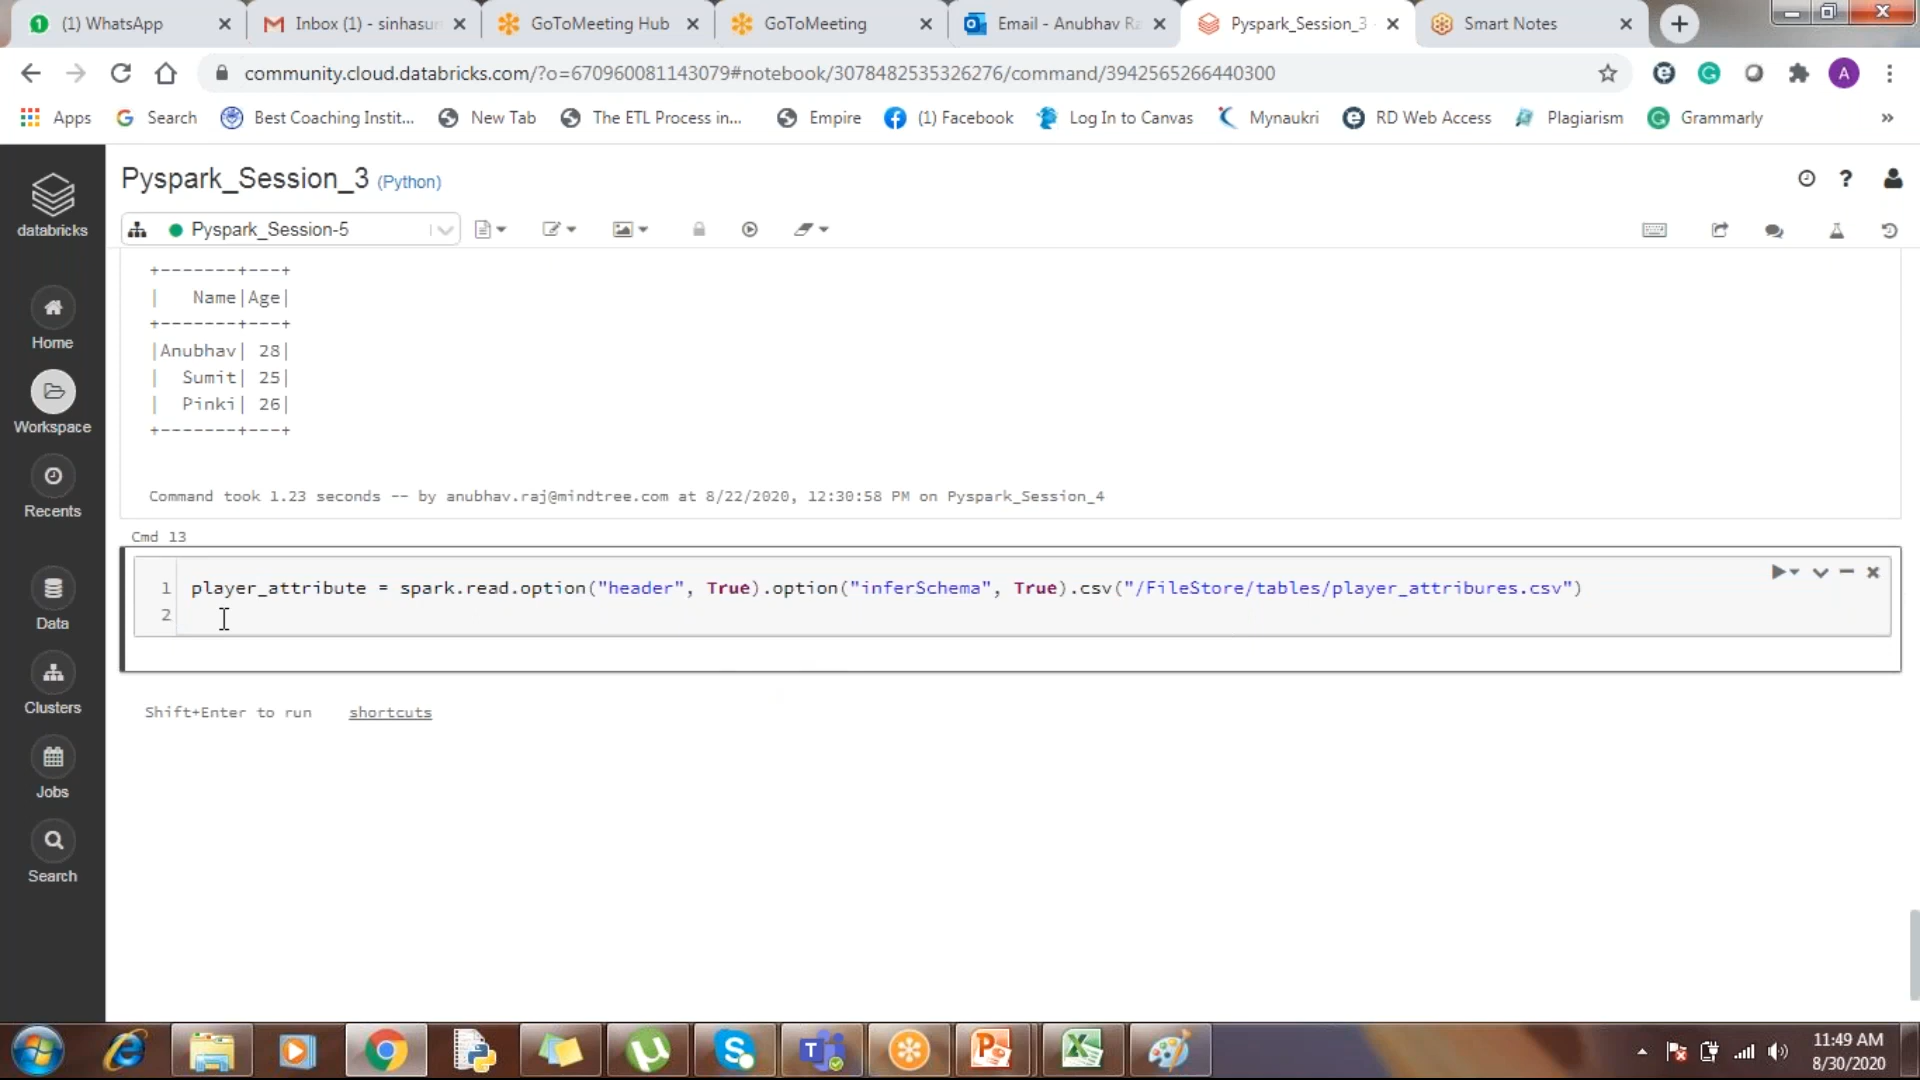 (1) WhatsApp
Inbox (1) - sinhasum
GoToMeeting Hub
GoToMeeting
Email - Anubhav Ra
Pyspark_Session_3 -
Smart Notes
community.cloud.databricks.com/?o=670960081143079#notebook/3078482535326276/command/3942565266440300
A
Apps
Search
Best Coaching Instit...
New Tab
The ETL Process in...
Empire
(1) Facebook
Log In to Canvas
Mynaukri
RD Web Access
Plagiarism
Grammarly
»
databricks
Home
Workspace
Recents
Data
Clusters
Jobs
Search
Pyspark_Session_3 (Python)
Pyspark_Session-5
+-------+---+
|   Name|Age|
+-------+---+
|Anubhav| 28|
|  Sumit| 25|
|  Pinki| 26|
+-------+---+
Command took 1.23 seconds -- by anubhav.raj@mindtree.com at 8/22/2020, 12:30:58 PM on Pyspark_Session_4
Cmd 13
1 player_attribute = spark.read.option("header", True).option("inferSchema", True).csv("/FileStore/tables/player_attribures.csv")
2
Shift+Enter to run shortcuts
11:49 AM
8/30/2020